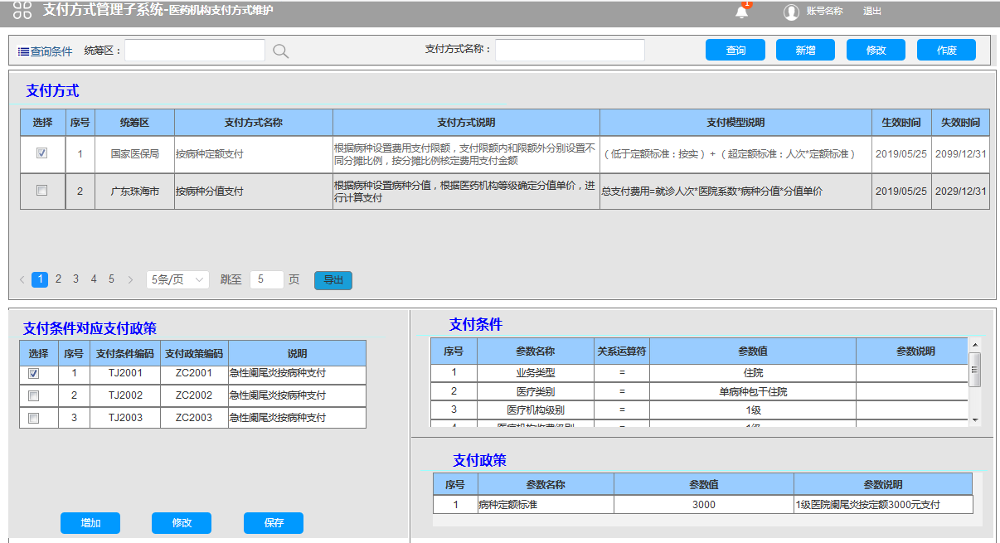 支付方式管理子系统-医药机构支付方式维护
1
账号名称
退出
查询条件 统筹区：
支付方式名称：
查询
新增
修改
作废
支付方式
选择 序号 统筹区 支付方式名称 支付方式说明 支付模型说明 生效时间 失效时间
1 国家医保局 按病种定额支付 根据病种设置费用支付限额，支付限额内和限额外分别设置不
同分摊比例，按分摊比例核定费用支付金额
（低于定额标准：按实）+（超定额标准：人次*定额标准） 2019/05/25 2099/12/31
2 广东珠海市 按病种分值支付 根据病种设置病种分值，根据医药机构等级确定分值单价，进
行计算支付
总支付费用=就诊人次*医院系数*病种分值*分值单价 2019/05/25 2029/12/31
< 1 2 3 4 5 > 5条/页 跳至 5 页 导出
支付条件对应支付政策
选择 序号 支付条件编码 支付政策编码 说明
1 TJ2001 ZC2001 急性阑尾炎按病种支付
2 TJ2002 ZC2002 急性阑尾炎按病种支付
3 TJ2003 ZC2003 急性阑尾炎按病种支付
增加
修改
保存
支付条件
序号 参数名称 关系运算符 参数值 参数说明
1 业务类型 = 住院
2 医疗类别 = 单病种包干住院
3 医疗机构级别 = 1级
4 医疗机构收费级别 = 1级
支付政策
序号 参数名称 参数值 参数说明
1 病种定额标准 3000 1级医院阑尾炎按定额3000元支付